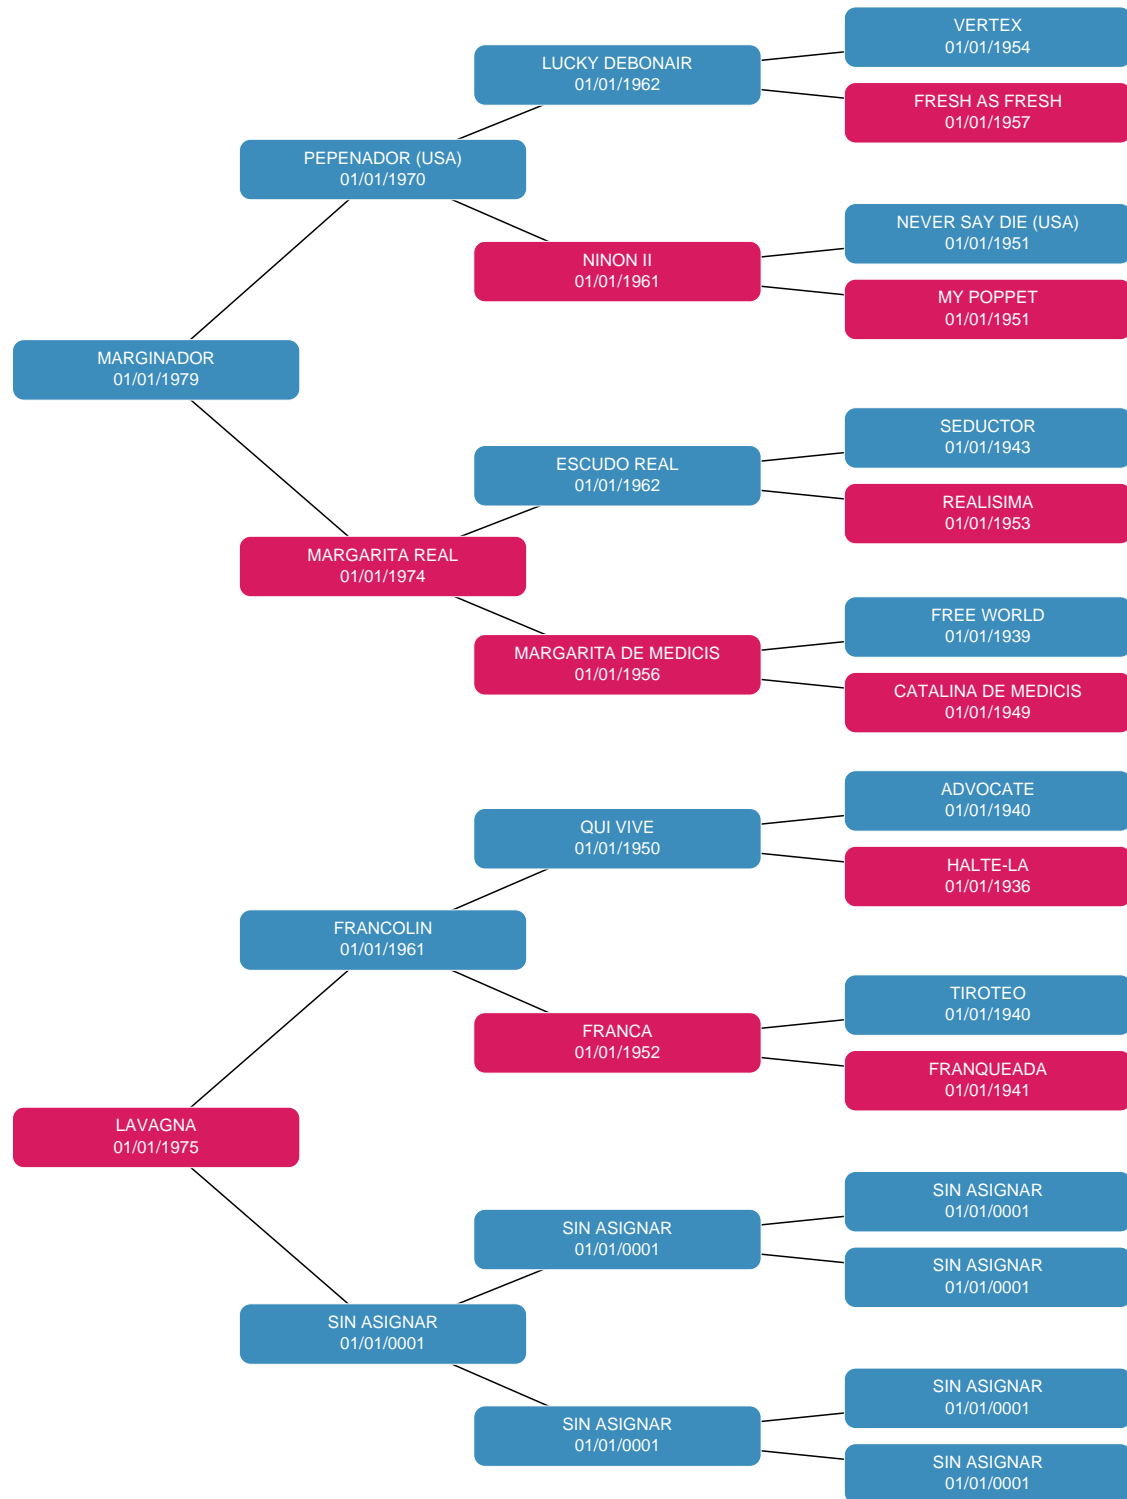 VERTEX
01/01/1954
LUCKY DEBONAIR
01/01/1962
FRESH AS FRESH
01/01/1957
PEPENADOR (USA)
01/01/1970
NEVER SAY DIE (USA)
01/01/1951
NINON II
01/01/1961
MY POPPET
01/01/1951
MARGINADOR
01/01/1979
SEDUCTOR
01/01/1943
ESCUDO REAL
01/01/1962
REALISIMA
01/01/1953
MARGARITA REAL
01/01/1974
FREE WORLD
01/01/1939
MARGARITA DE MEDICIS
01/01/1956
CATALINA DE MEDICIS
01/01/1949
ADVOCATE
01/01/1940
QUI VIVE
01/01/1950
HALTE-LA
01/01/1936
FRANCOLIN
01/01/1961
TIROTEO
01/01/1940
FRANCA
01/01/1952
FRANQUEADA
01/01/1941
LAVAGNA
01/01/1975
SIN ASIGNAR
01/01/0001
SIN ASIGNAR
01/01/0001
SIN ASIGNAR
01/01/0001
SIN ASIGNAR
01/01/0001
SIN ASIGNAR
01/01/0001
SIN ASIGNAR
01/01/0001
SIN ASIGNAR
01/01/0001